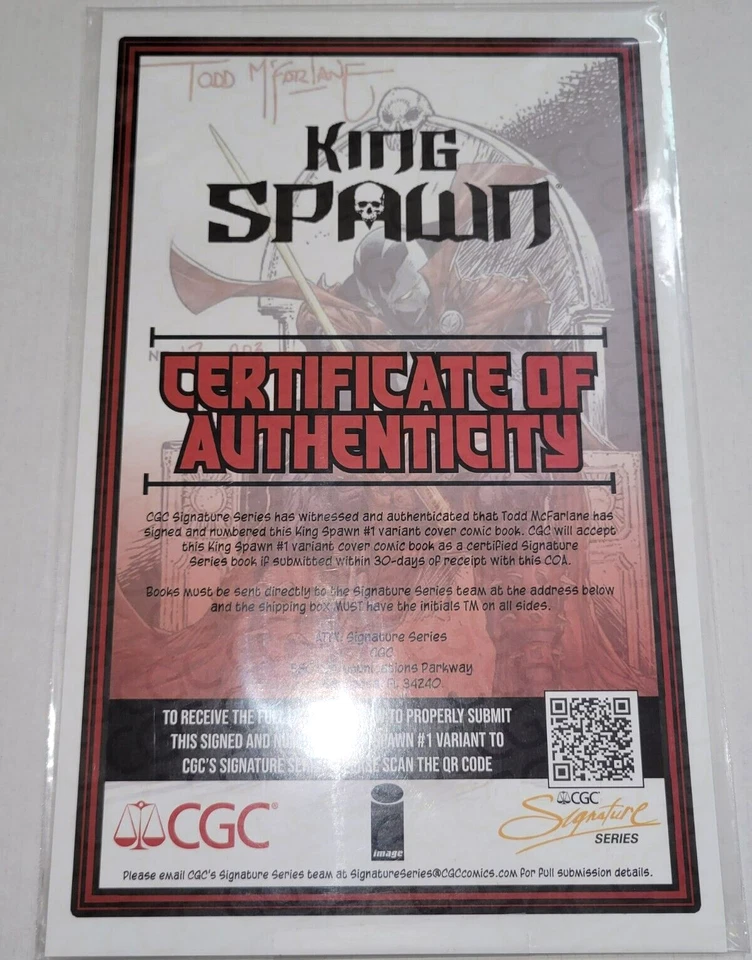 TODD McFARLANE
KING
SPAWN
CERTIFICATE OF
AUTHENTICITY
CGC Signature Series has witnessed and authenticated that Todd McFarlane has
signed and numbered this King Spawn #1 variant cover comic book. CGC will accept
this King Spawn #1 variant cover comic book as a certified Signature
Series book if submitted within 30-days of receipt with this COA.
Books must be sent directly to the Signature Series team at the address below
and the shipping box MUST have the initials TM on all sides.
ATTN: Signature Series
CGC
Parkway
FL 34240
TO RECEIVE THE FULL TO PROPERLY SUBMIT
THIS SIGNED AND #1 VARIANT TO
CGC'S SIGNATURE SCAN THE QR CODE
CGC
image
CGC
Signature
SERIES
Please email CGC's Signature Series team at SignatureSeries@CGCcomics.com for full submission details.